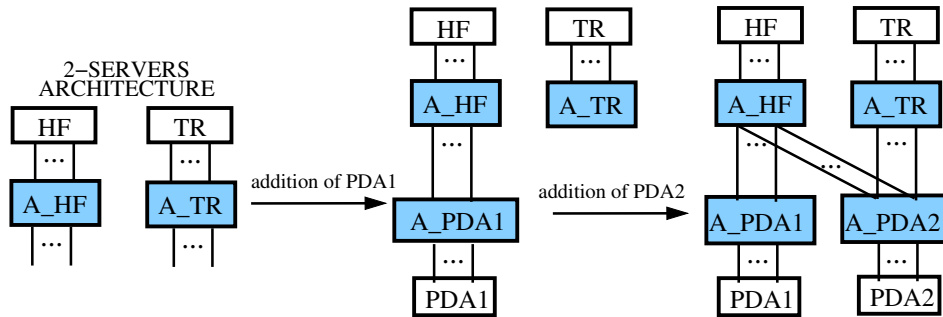 2−SERVERS
ARCHITECTURE
HF
TR
...
...
A_HF
A_TR
...
...
addition of PDA1
HF
TR
...
...
A_HF
A_TR
...
A_PDA1
...
PDA1
addition of PDA2
HF
TR
...
...
A_HF
A_TR
...
...
...
A_PDA1
A_PDA2
...
...
PDA1
PDA2